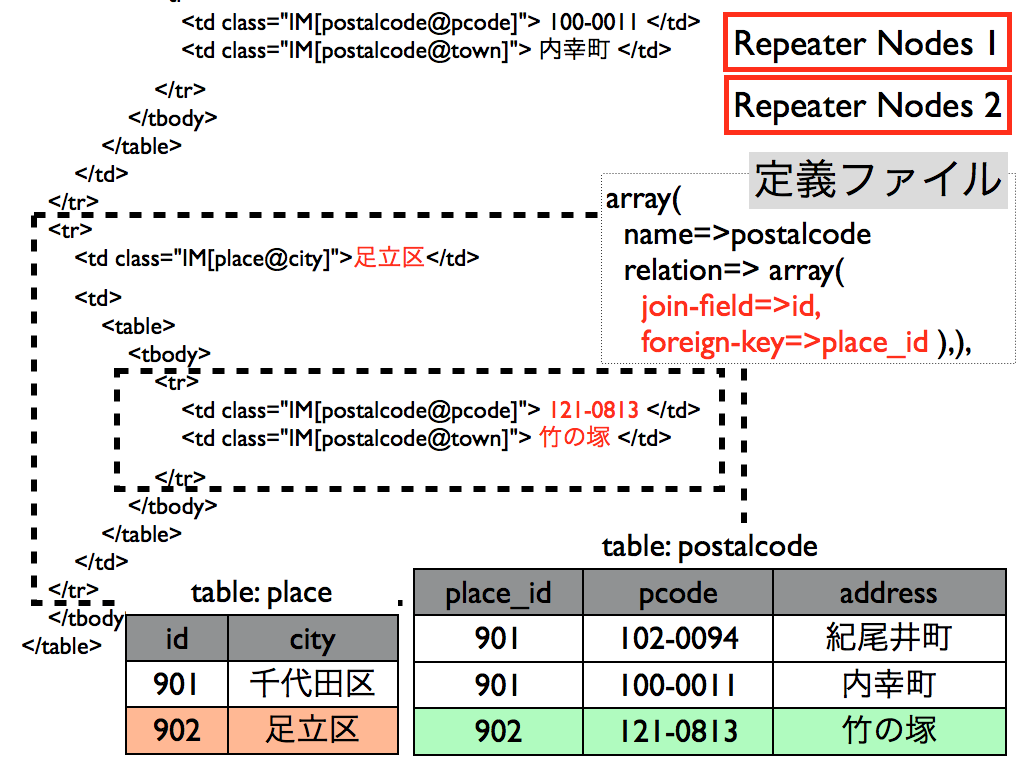 <td class="IM[postalcode@pcode]"> 100-0011 </td>
<td class="IM[postalcode@town]"> 内幸町 </td>
</tr>
</tbody>
</table>
</td>
</tr>
<tr>
<td class="IM[place@city]">足立区</td>
<td>
<table>
<tbody>
<tr>
<td class="IM[postalcode@pcode]"> 121-0813 </td>
<td class="IM[postalcode@town]"> 竹の塚 </td>
</tr>
</tbody>
</table>
</td>
</tr>
</tbody
</table>
Repeater Nodes 1
Repeater Nodes 2
定義ファイル
array(
name=>postalcode
relation=> array(
join-field=>id,
foreign-key=>place_id ),),
table: place
id city
901 千代田区
902 足立区
table: postalcode
place_id pcode address
901 102-0094 紀尾井町
901 100-0011 内幸町
902 121-0813 竹の塚